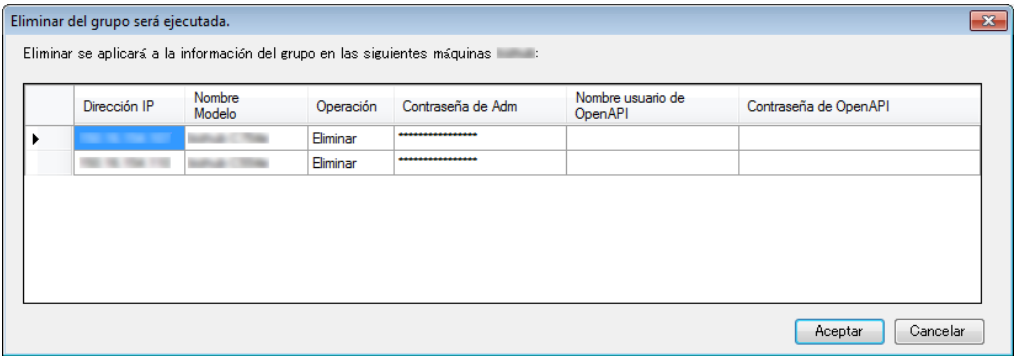 Eliminar del grupo será ejecutada.
Eliminar se aplicará a la información del grupo en las siguientes máquinas :
Dirección IP Nombre Modelo Operación Contraseña de Adm Nombre usuario de OpenAPI Contraseña de OpenAPI
Eliminar ****************
Eliminar ****************
Aceptar Cancelar